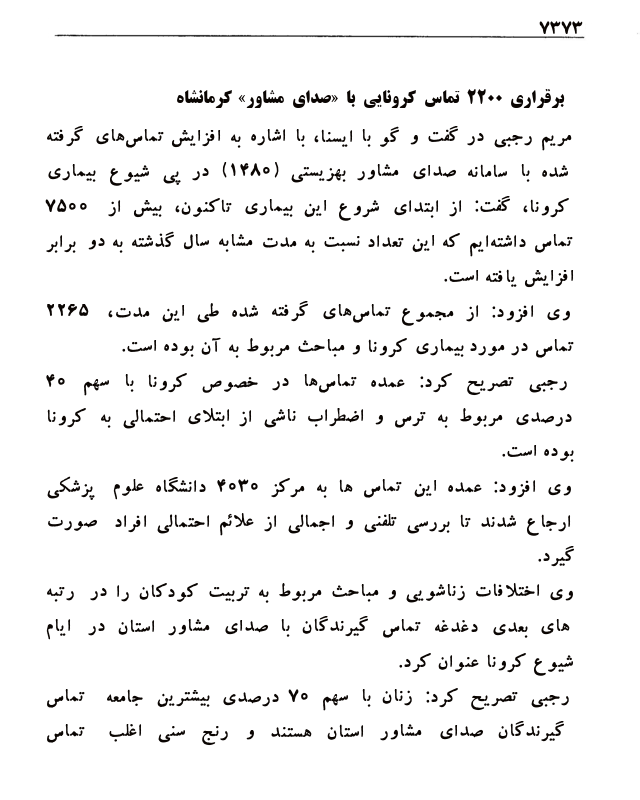 ۷۳۷۳
برقراری ۲۲۰۰ تماس کرونایی با «صدای مشاور» کرمانشاه
مریم رجبی در گفت و گو با ایسنا، با اشاره به افزایش تماس‌های گرفته
شده با سامانه صدای مشاور بهزیستی (۱۴۸۰) در پی شیوع بیماری
کرونا، گفت: از ابتدای شروع این بیماری تاکنون، بیش از ۷۵۰۰
تماس داشته‌ایم که این تعداد نسبت به مدت مشابه سال گذشته به دو برابر
افزایش یافته است.
وی افزود: از مجموع تماس‌های گرفته شده طی این مدت، ۲۲۶۵
تماس در مورد بیماری کرونا و مباحث مربوط به آن بوده است.
رجبی تصریح کرد: عمده تماس‌ها در خصوص کرونا با سهم ۴۰
درصدی مربوط به ترس و اضطراب ناشی از ابتلای احتمالی به کرونا
بوده است.
وی افزود: عمده این تماس ها به مرکز ۴۰۳۰ دانشگاه علوم پزشکی
ارجاع شدند تا بررسی تلفنی و اجمالی از علائم احتمالی افراد صورت
گیرد.
وی اختلافات زناشویی و مباحث مربوط به تربیت کودکان را در رتبه
های بعدی دغدغه تماس گیرندگان با صدای مشاور استان در ایام
شیوع کرونا عنوان کرد.
رجبی تصریح کرد: زنان با سهم ۷۰ درصدی بیشترین جامعه تماس
گیرندگان صدای مشاور استان هستند و رنج سنی اغلب تماس